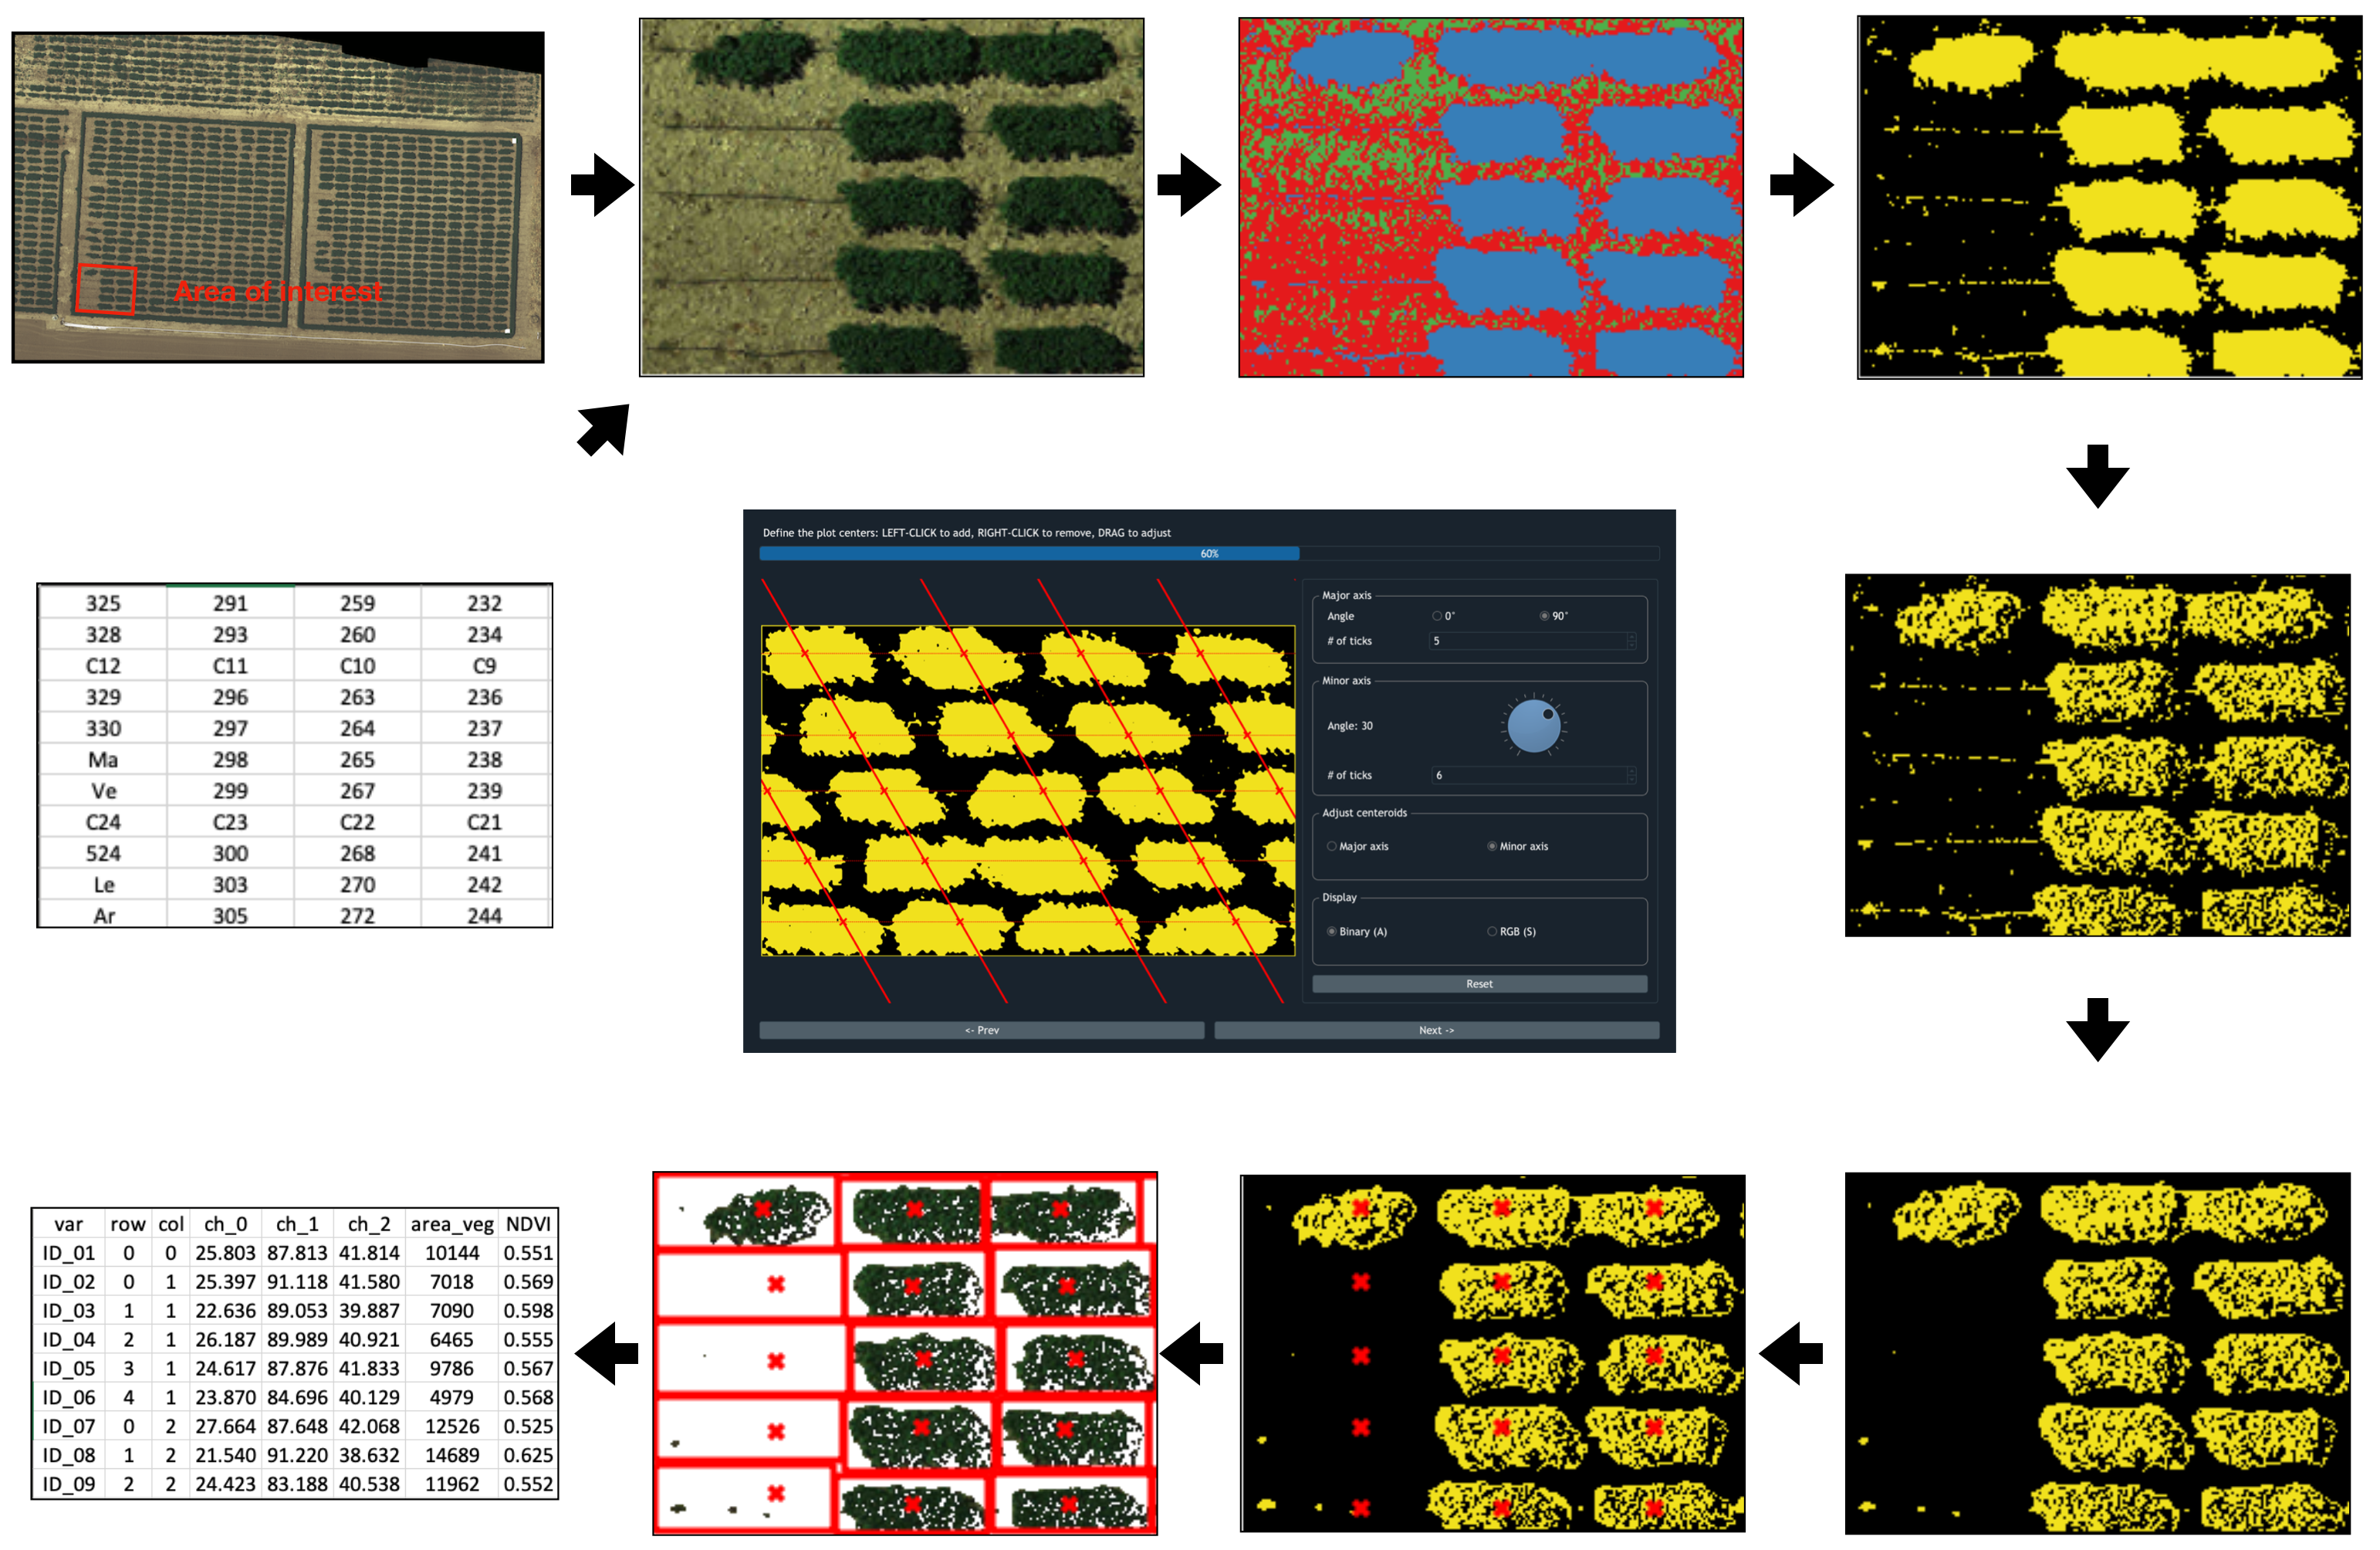 Area of interest
Define the plot centers: LEFT-CLICK to add, RIGHT-CLICK to remove, DRAG to adjust
60%
Major axis
Angle 0° 90°
# of ticks 5
Minor axis
Angle: 30
# of ticks 6
Adjust centeroids
Major axis Minor axis
Display
Binary (A) RGB (S)
Reset
<- Prev Next ->
325 291 259 232
328 293 260 234
C12 C11 C10 C9
329 296 263 236
330 297 264 237
Ma 298 265 238
Ve 299 267 239
C24 C23 C22 C21
524 300 268 241
Le 303 270 242
Ar 305 272 244
var row col ch_0 ch_1 ch_2 area_veg NDVI
ID_01 0 0 25.803 87.813 41.814 10144 0.551
ID_02 0 1 25.397 91.118 41.580 7018 0.569
ID_03 1 1 22.636 89.053 39.887 7090 0.598
ID_04 2 1 26.187 89.989 40.921 6465 0.555
ID_05 3 1 24.617 87.876 41.833 9786 0.567
ID_06 4 1 23.870 84.696 40.129 4979 0.568
ID_07 0 2 27.664 87.648 42.068 12526 0.525
ID_08 1 2 21.540 91.220 38.632 14689 0.625
ID_09 2 2 24.423 83.188 40.538 11962 0.552